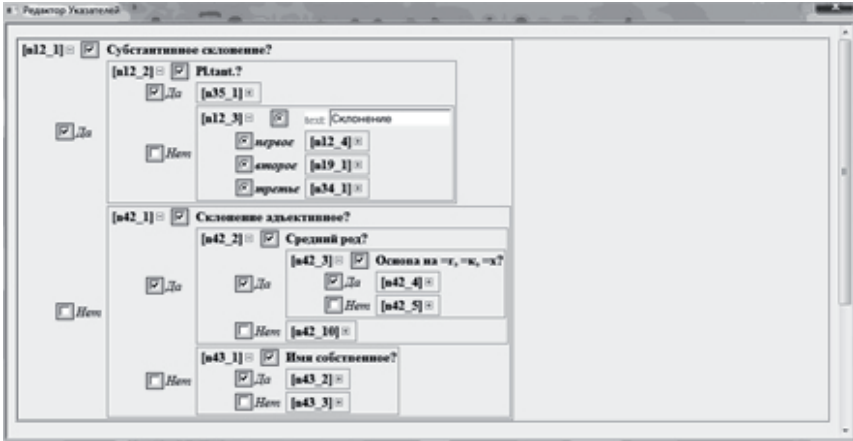 Редактор Указателей
[n12_1] Субстантивное склонение?
[n12_2] Pl.tant.?
Да [n35_1]
[n12_3] text: Склонение
Да
первое [n12_4]
Нет
второе [n19_1]
третье [n34_1]
[n42_1] Склонение адъективное?
[n42_2] Средний род?
[n42_3] Основа на =г, =к, =х?
Да Да Да [n42_4]
Нет [n42_5]
Нет
Нет [n42_10]
[n43_1] Имя собственное?
Нет Да [n43_2]
Нет [n43_3]